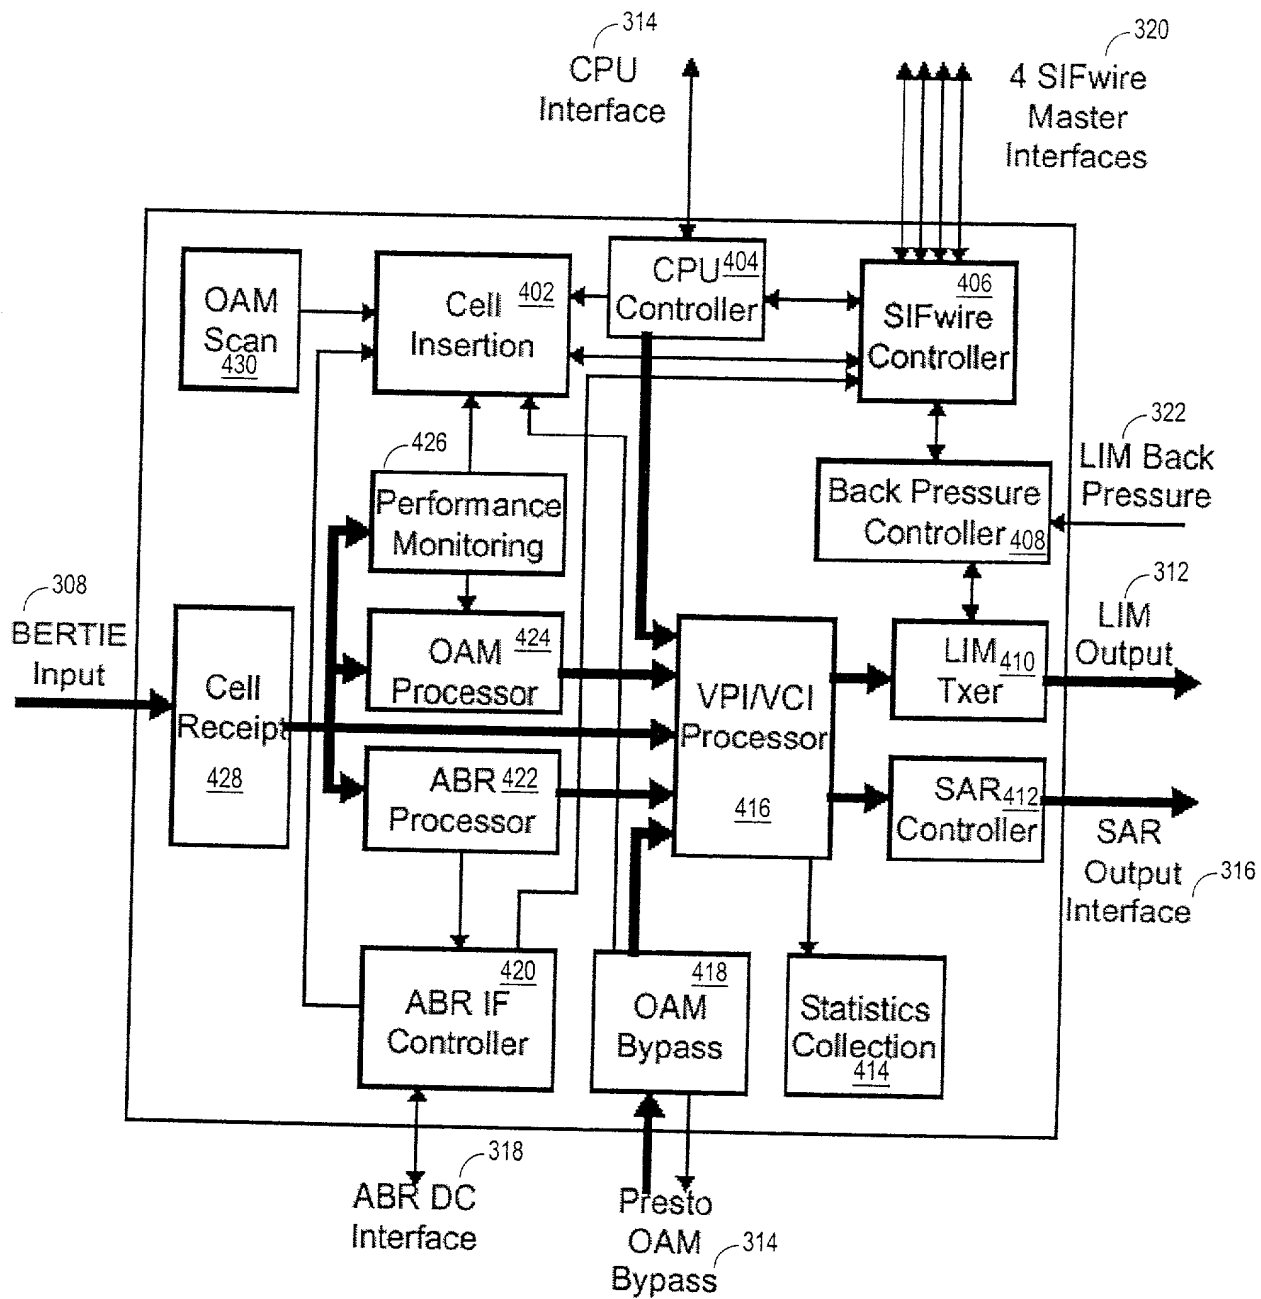 314
CPU
Interface
320
4 SIFwire
Master
Interfaces
OAM
Scan
430
402
Cell
Insertion
CPU 404
Controller
406
SIFwire
Controller
322
LIM Back
Pressure
426
Performance
Monitoring
Back Pressure
Controller 408
308
BERTIE
Input
Cell
Receipt
428
424
OAM
Processor
ABR 422
Processor
VPI/VCI
Processor
416
LIM 410
Txer
312
LIM
Output
SAR 412
Controller
SAR
Output
Interface
316
420
ABR IF
Controller
418
OAM
Bypass
Statistics
Collection
414
318
ABR DC
Interface
Presto
OAM
Bypass
314